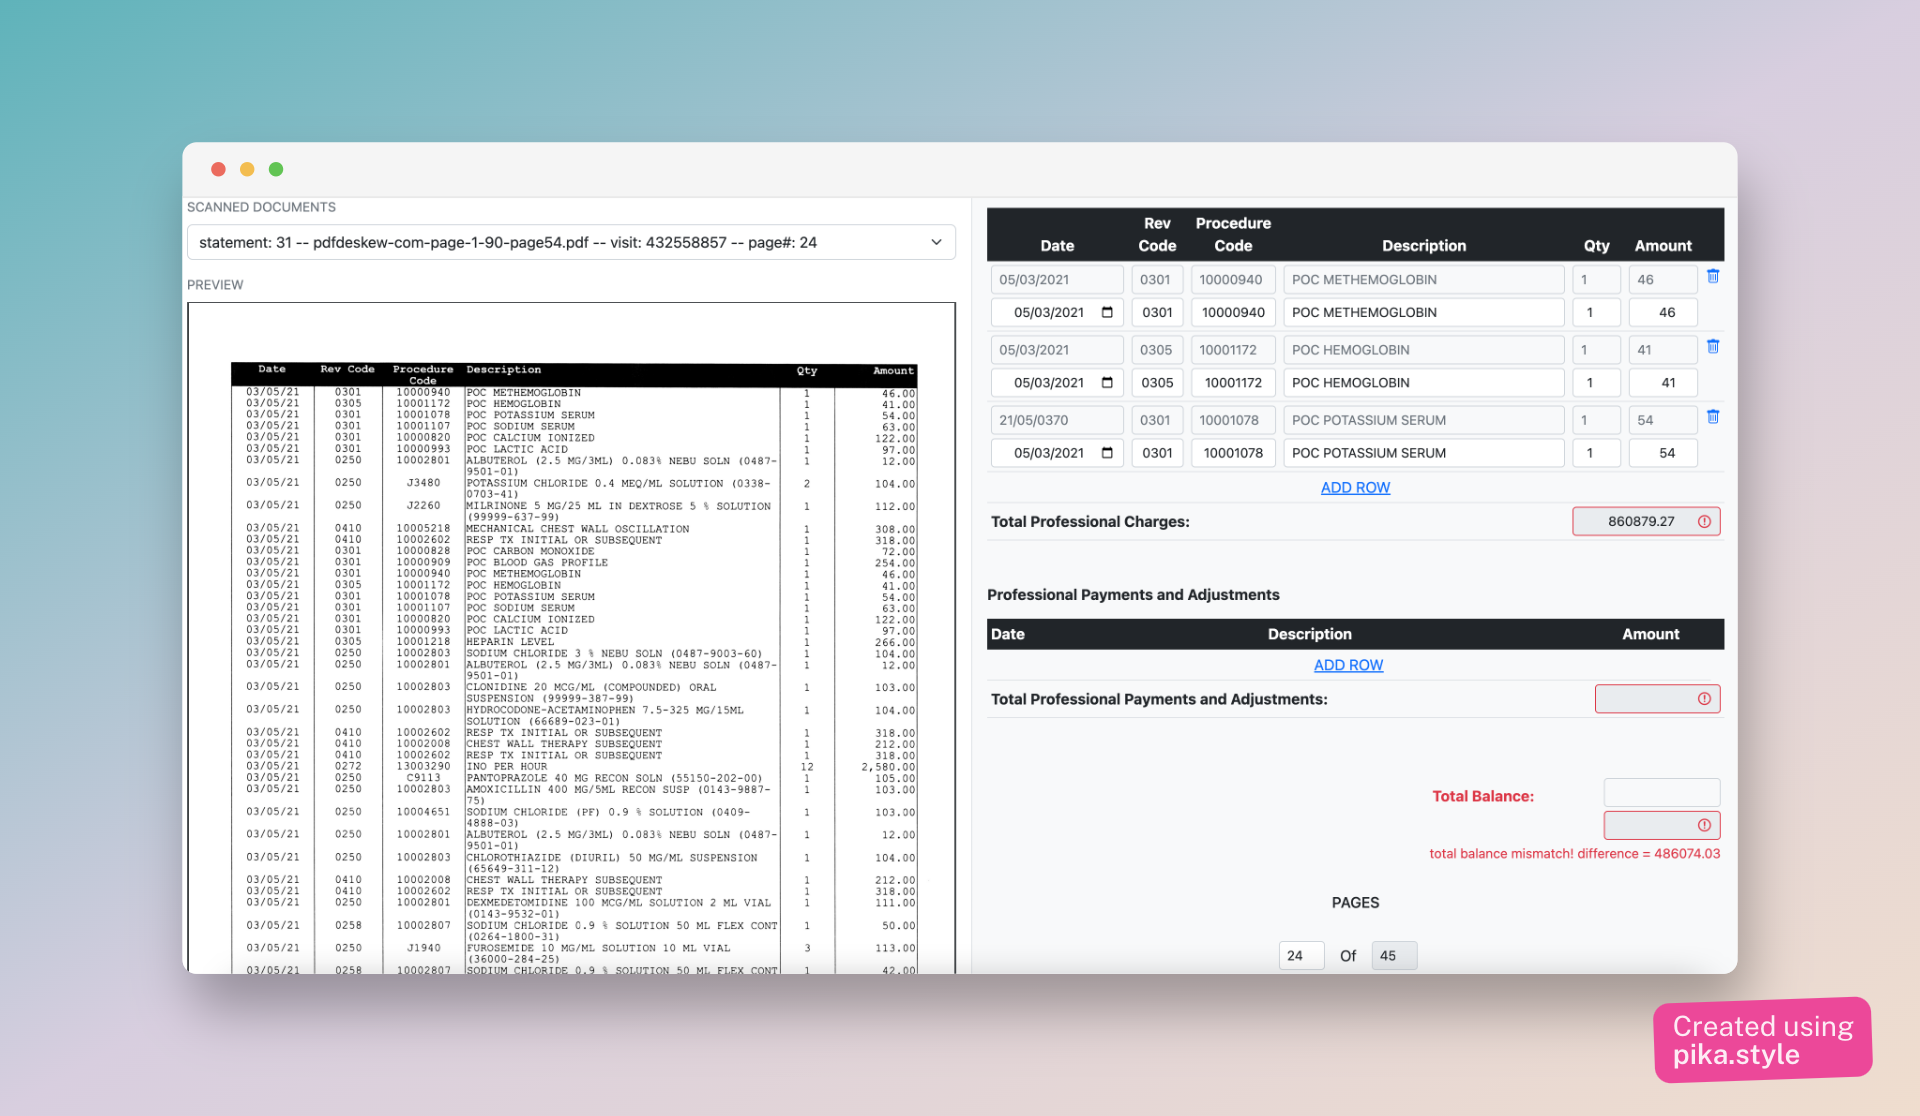 SCANNED DOCUMENTS
statement: 31 -- pdfdeskew-com-page-1-90-page54.pdf -- visit: 432558857 -- page#: 24
PREVIEW
Date Rev Code Procedure Code Description Qty Amount
03/05/21 0301 10000940 POC METHEMOGLOBIN 1 46.00
03/05/21 0305 10001172 POC HEMOGLOBIN 1 41.00
03/05/21 0301 10001078 POC POTASSIUM SERUM 1 54.00
03/05/21 0301 10001107 POC SODIUM SERUM 1 63.00
03/05/21 0301 10000820 POC CALCIUM IONIZED 1 122.00
03/05/21 0301 10000993 POC LACTIC ACID 1 97.00
03/05/21 0250 10002801 ALBUTEROL (2.5 MG/3ML) 0.083% NEBU SOLN (0487- 1 12.00
9501-01)
03/05/21 0250 J3480 POTASSIUM CHLORIDE 0.4 MEQ/ML SOLUTION (0338- 2 104.00
0703-41)
03/05/21 0250 J2260 MILRINONE 5 MG/25 ML IN DEXTROSE 5 % SOLUTION 1 112.00
(99999-637-99)
03/05/21 0410 10005218 MECHANICAL CHEST WALL OSCILLATION 1 308.00
03/05/21 0410 10002602 RESP TX INITIAL OR SUBSEQUENT 1 318.00
03/05/21 0301 10000828 POC CARBON MONOXIDE 1 72.00
03/05/21 0301 10000909 POC BLOOD GAS PROFILE 1 254.00
03/05/21 0301 10000940 POC METHEMOGLOBIN 1 46.00
03/05/21 0305 10001172 POC HEMOGLOBIN 1 41.00
03/05/21 0301 10001078 POC POTASSIUM SERUM 1 54.00
03/05/21 0301 10001107 POC SODIUM SERUM 1 63.00
03/05/21 0301 10000820 POC CALCIUM IONIZED 1 122.00
03/05/21 0301 10000993 POC LACTIC ACID 1 97.00
03/05/21 0305 10001218 HEPARIN LEVEL 1 266.00
03/05/21 0250 10002803 SODIUM CHLORIDE 3 % NEBU SOLN (0487-9003-60) 1 104.00
03/05/21 0250 10002801 ALBUTEROL (2.5 MG/3ML) 0.083% NEBU SOLN (0487- 1 12.00
9501-01)
03/05/21 0250 10002803 CLONIDINE 20 MCG/ML (COMPOUNDED) ORAL 1 103.00
SUSPENSION (99999-387-99)
03/05/21 0250 10002803 HYDROCODONE-ACETAMINOPHEN 7.5-325 MG/15ML 1 104.00
SOLUTION (66689-023-01)
03/05/21 0410 10002602 RESP TX INITIAL OR SUBSEQUENT 1 318.00
03/05/21 0410 10002008 CHEST WALL THERAPY SUBSEQUENT 1 212.00
03/05/21 0410 10002602 RESP TX INITIAL OR SUBSEQUENT 1 318.00
03/05/21 0272 13003290 INO PER HOUR 12 2,580.00
03/05/21 0250 C9113 PANTOPRAZOLE 40 MG RECON SOLN (55150-202-00) 1 105.00
03/05/21 0250 10002803 AMOXICILLIN 400 MG/5ML RECON SUSP (0143-9887- 1 103.00
75)
03/05/21 0250 10004651 SODIUM CHLORIDE (PF) 0.9 % SOLUTION (0409- 1 103.00
4888-03)
03/05/21 0250 10002801 ALBUTEROL (2.5 MG/3ML) 0.083% NEBU SOLN (0487- 1 12.00
9501-01)
03/05/21 0250 10002803 CHLOROTHIAZIDE (DIURIL) 50 MG/ML SUSPENSION 1 104.00
(65649-311-12)
03/05/21 0410 10002008 CHEST WALL THERAPY SUBSEQUENT 1 212.00
03/05/21 0410 10002602 RESP TX INITIAL OR SUBSEQUENT 1 318.00
03/05/21 0250 10002801 DEXMEDETOMIDINE 100 MCG/ML SOLUTION 2 ML VIAL 1 111.00
(0143-9532-01)
03/05/21 0258 10002807 SODIUM CHLORIDE 0.9 % SOLUTION 50 ML FLEX CONT 1 50.00
(0264-1800-31)
03/05/21 0250 J1940 FUROSEMIDE 10 MG/ML SOLUTION 10 ML VIAL 3 113.00
(36000-284-25)
03/05/21 0258 10002807 SODIUM CHLORIDE 0.9 % SOLUTION 50 ML FLEX CONT 1 42.00
Date Rev Code Procedure Code Description Qty Amount
05/03/2021 0301 10000940 POC METHEMOGLOBIN 1 46
05/03/2021 0301 10000940 POC METHEMOGLOBIN 1 46
05/03/2021 0305 10001172 POC HEMOGLOBIN 1 41
05/03/2021 0305 10001172 POC HEMOGLOBIN 1 41
21/05/0370 0301 10001078 POC POTASSIUM SERUM 1 54
05/03/2021 0301 10001078 POC POTASSIUM SERUM 1 54
ADD ROW
Total Professional Charges: 860879.27
Professional Payments and Adjustments
Date Description Amount
ADD ROW
Total Professional Payments and Adjustments:
Total Balance:
total balance mismatch! difference = 486074.03
PAGES
24 Of 45
Created using
pika.style